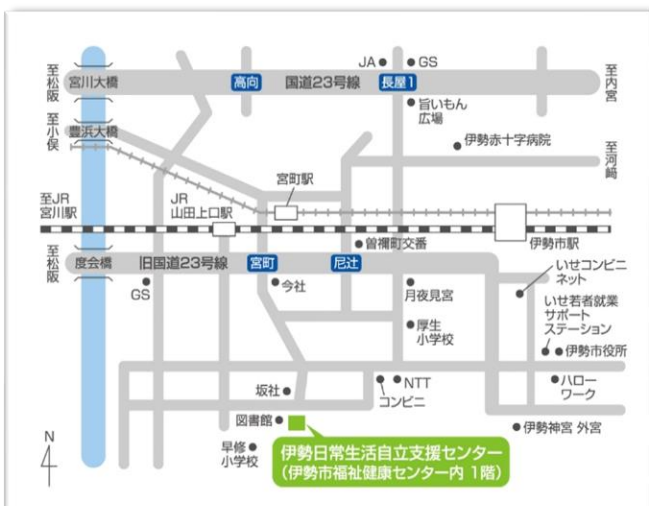 JA
GS
至松阪
宮川大橋
高向
国道23号線
長屋1
至内宮
旨いもん
広場
至小俣
豊浜大橋
伊勢赤十字病院
至河﨑
宮町駅
至JR
宮川駅
JR
山田上口駅
曽禰町交番
伊勢市駅
至松阪
度会橋
旧国道23号線
宮町
尼辻
いせコンビニ
ネット
GS
今社
月夜見宮
いせ若者就業
サポート
ステーション
厚生
小学校
伊勢市役所
坂社
NTT
コンビニ
ハロー
ワーク
図書館
伊勢神宮 外宮
N
早修
小学校
伊勢日常生活自立支援センター
（伊勢市福祉健康センター内 1階）